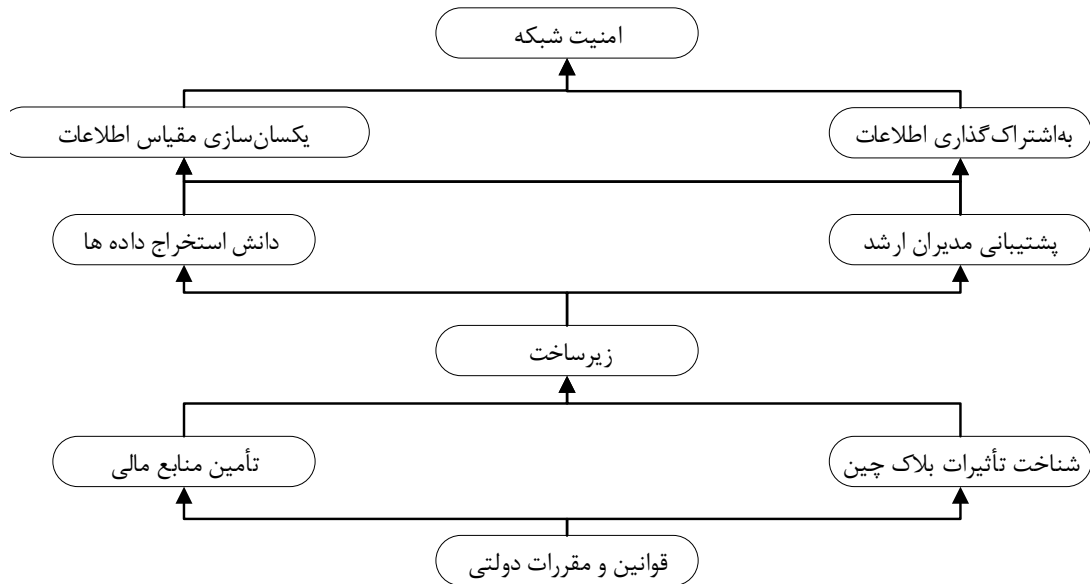 امنیت شبکه
به‌اشتراک‌گذاری اطلاعات
یکسان‌سازی مقیاس اطلاعات
پشتیبانی مدیران ارشد
دانش استخراج داده ها
زیرساخت
شناخت تأثیرات بلاک چین
تأمین منابع مالی
قوانین و مقررات دولتی